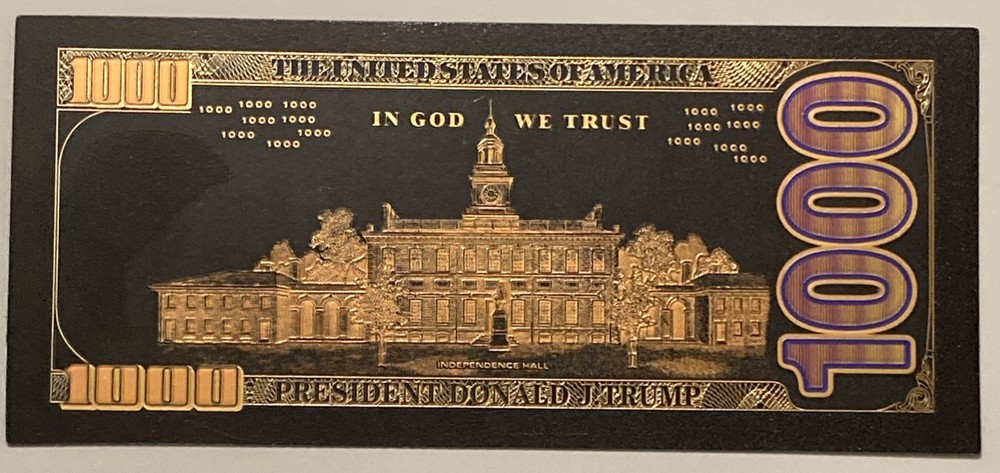 1000 THE UNITED STATES OF AMERICA
1000 1000 1000
1000 1000
1000 1000
1000
IN GOD WE TRUST
1000 1000
1000 1000
1000 1000
1000
1000
INDEPENDENCE HALL
1000 PRESIDENT DONALD J. TRUMP